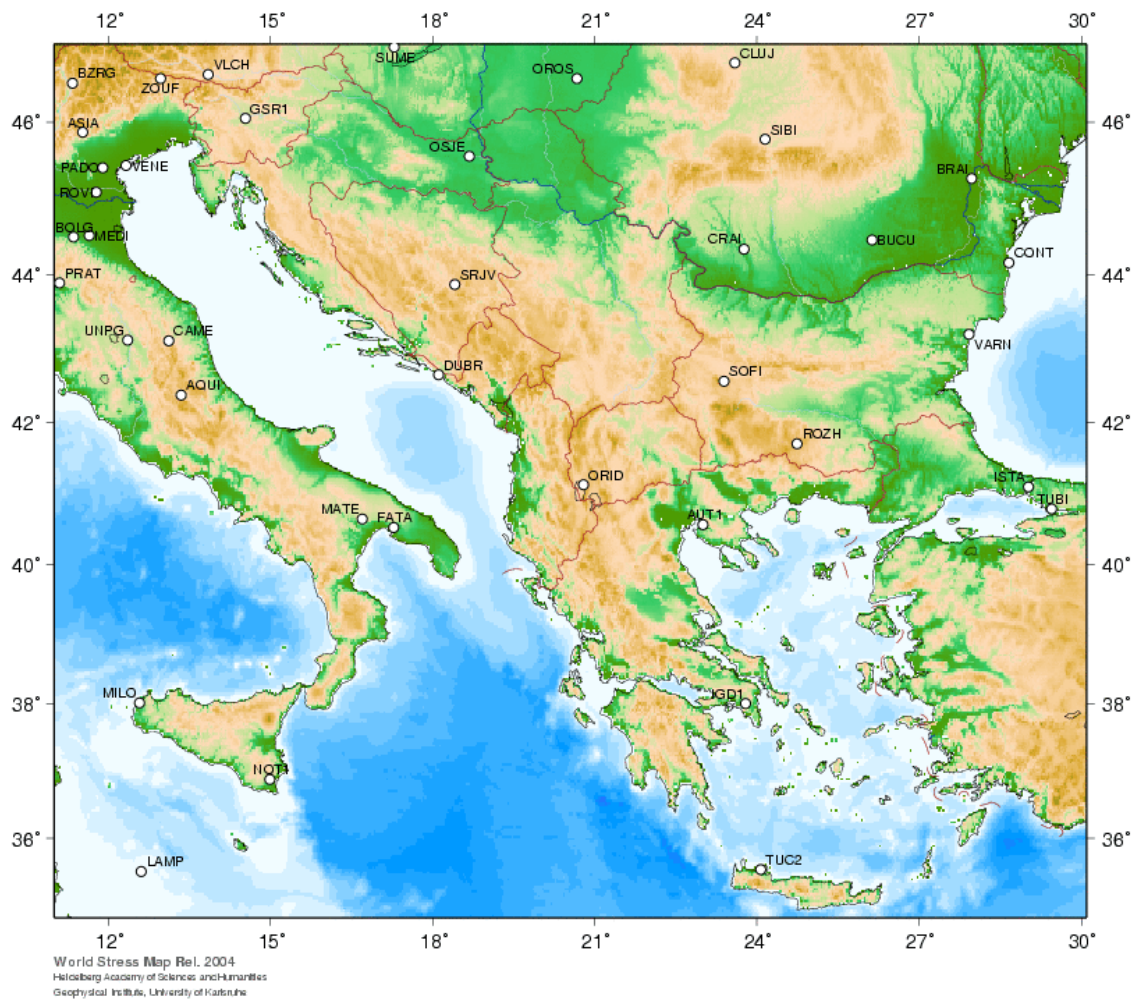 12° 15° 18° 21° 24° 27° 30°
SUME
CLUJ
BZRG
VLCH
OROS
ZOUF
GSR1
46° 46°
ASIA
SIBI
OSJE
PADO VENE
BRAI
ROVI
BOLG MEDI
CRAI
BUCU
CONT
44° 44°
PRAT
SRJV
UNPG CAME
VARN
DUBR
SOFI
AQUI
42° 42°
ROZH
ORID
ISTA
TUBI
MATE FATA
AUT1
40° 40°
38° 38°
MILO
IGD1
NOT1
36° 36°
LAMP
TUC2
12° 15° 18° 21° 24° 27° 30°
World Stress Map Rel. 2004
Heidelberg Academy of Sciences and Humanities
Geophysical Institute, University of Karlsruhe